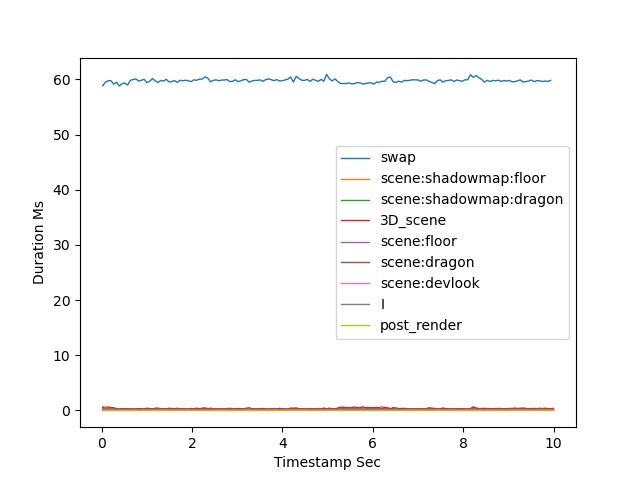 60
50
40
30
20
10
0
Duration Ms
swap
scene:shadowmap:floor
scene:shadowmap:dragon
3D_scene
scene:floor
scene:dragon
scene:devlook
I
post_render
0 2 4 6 8 10
Timestamp Sec